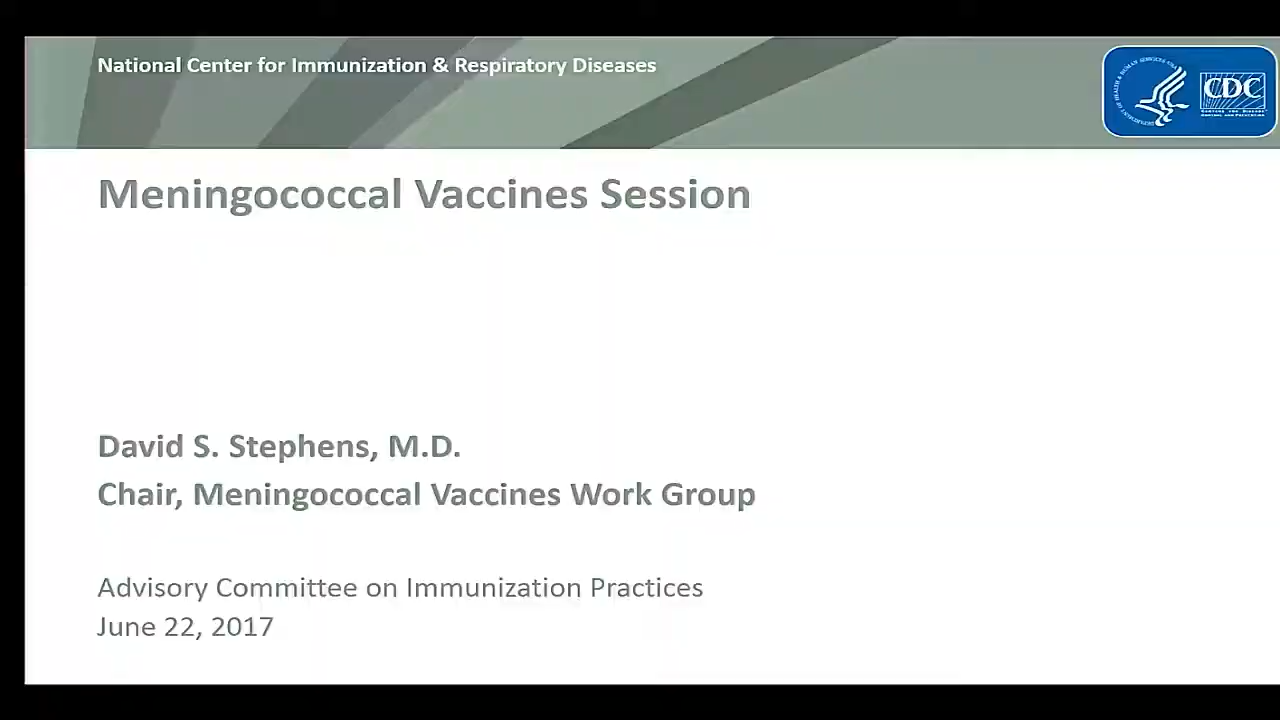 National Center for Immunization & Respiratory Diseases
CDC
Meningococcal Vaccines Session
David S. Stephens, M.D.
Chair, Meningococcal Vaccines Work Group
Advisory Committee on Immunization Practices
June 22, 2017